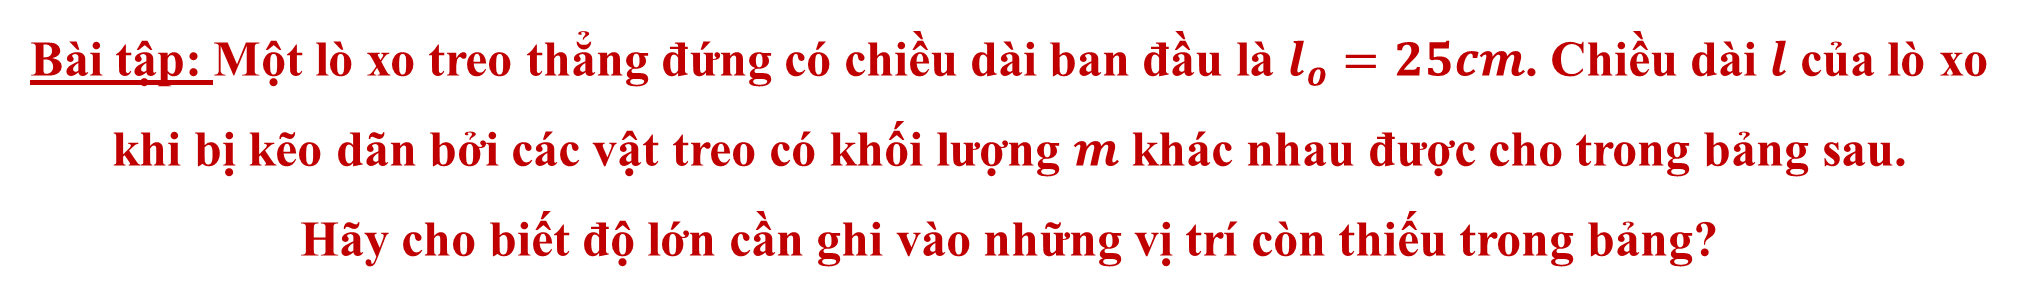 Bài tập: Một lò xo treo thẳng đứng có chiều dài ban đầu là lₒ = 25cm. Chiều dài l của lò xo
khi bị kẽo dãn bởi các vật treo có khối lượng m khác nhau được cho trong bảng sau.
Hãy cho biết độ lớn cần ghi vào những vị trí còn thiếu trong bảng?